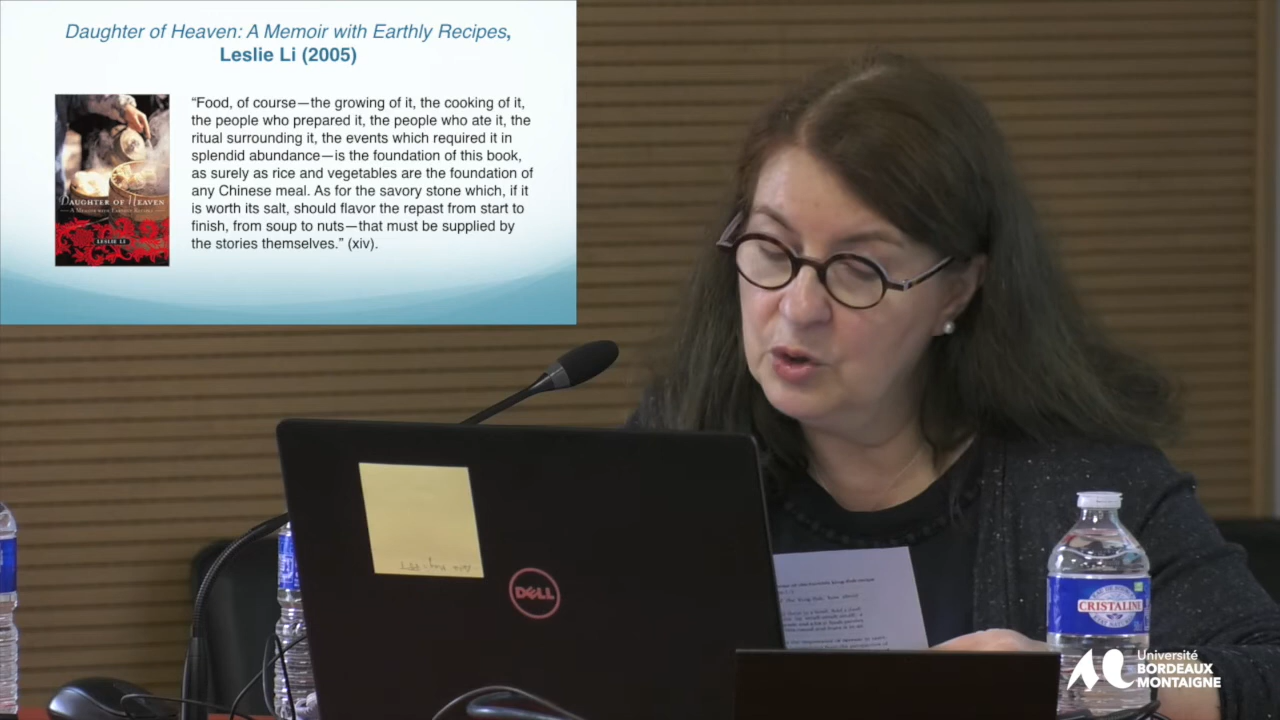 Daughter of Heaven: A Memoir with Earthly Recipes,
Leslie Li (2005)
“Food, of course—the growing of it, the cooking of it,
the people who prepared it, the people who ate it, the
ritual surrounding it, the events which required it in
splendid abundance—is the foundation of this book,
as surely as rice and vegetables are the foundation of
any Chinese meal. As for the savory stone which, if it
is worth its salt, should flavor the repast from start to
finish, from soup to nuts—that must be supplied by
the stories themselves.” (xiv).
DAUGHTER OF HEAVEN
A MEMOIR WITH EARTHLY RECIPES
LESLIE LI
DELL
CRISTALINE
Université
BORDEAUX
MONTAIGNE